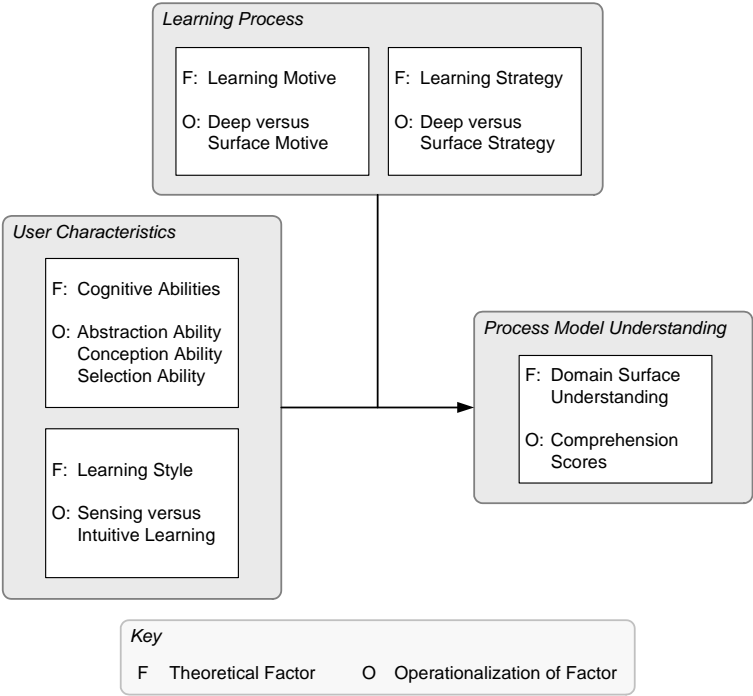 Learning Process
F: Learning Motive
O: Deep versus
Surface Motive
F: Learning Strategy
O: Deep versus
Surface Strategy
User Characteristics
F: Cognitive Abilities
O: Abstraction Ability
Conception Ability
Selection Ability
F: Learning Style
O: Sensing versus
Intuitive Learning
Process Model Understanding
F: Domain Surface
Understanding
O: Comprehension
Scores
Key
F Theoretical Factor O Operationalization of Factor